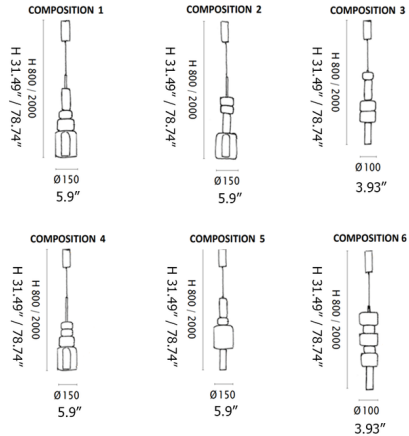 COMPOSITION 1
H 31.49” / 78.74”
H 800 / 2000
Ø150
5.9”
COMPOSITION 2
H 31.49” / 78.74”
H 800 / 2000
Ø150
5.9”
COMPOSITION 3
H 31.49” / 78.74”
H 800 / 2000
Ø100
3.93”
COMPOSITION 4
H 31.49” / 78.74”
H 800 / 2000
Ø150
5.9”
COMPOSITION 5
H 31.49” / 78.74”
H 800 / 2000
Ø150
5.9”
COMPOSITION 6
H 31.49” / 78.74”
H 800 / 2000
Ø100
3.93”